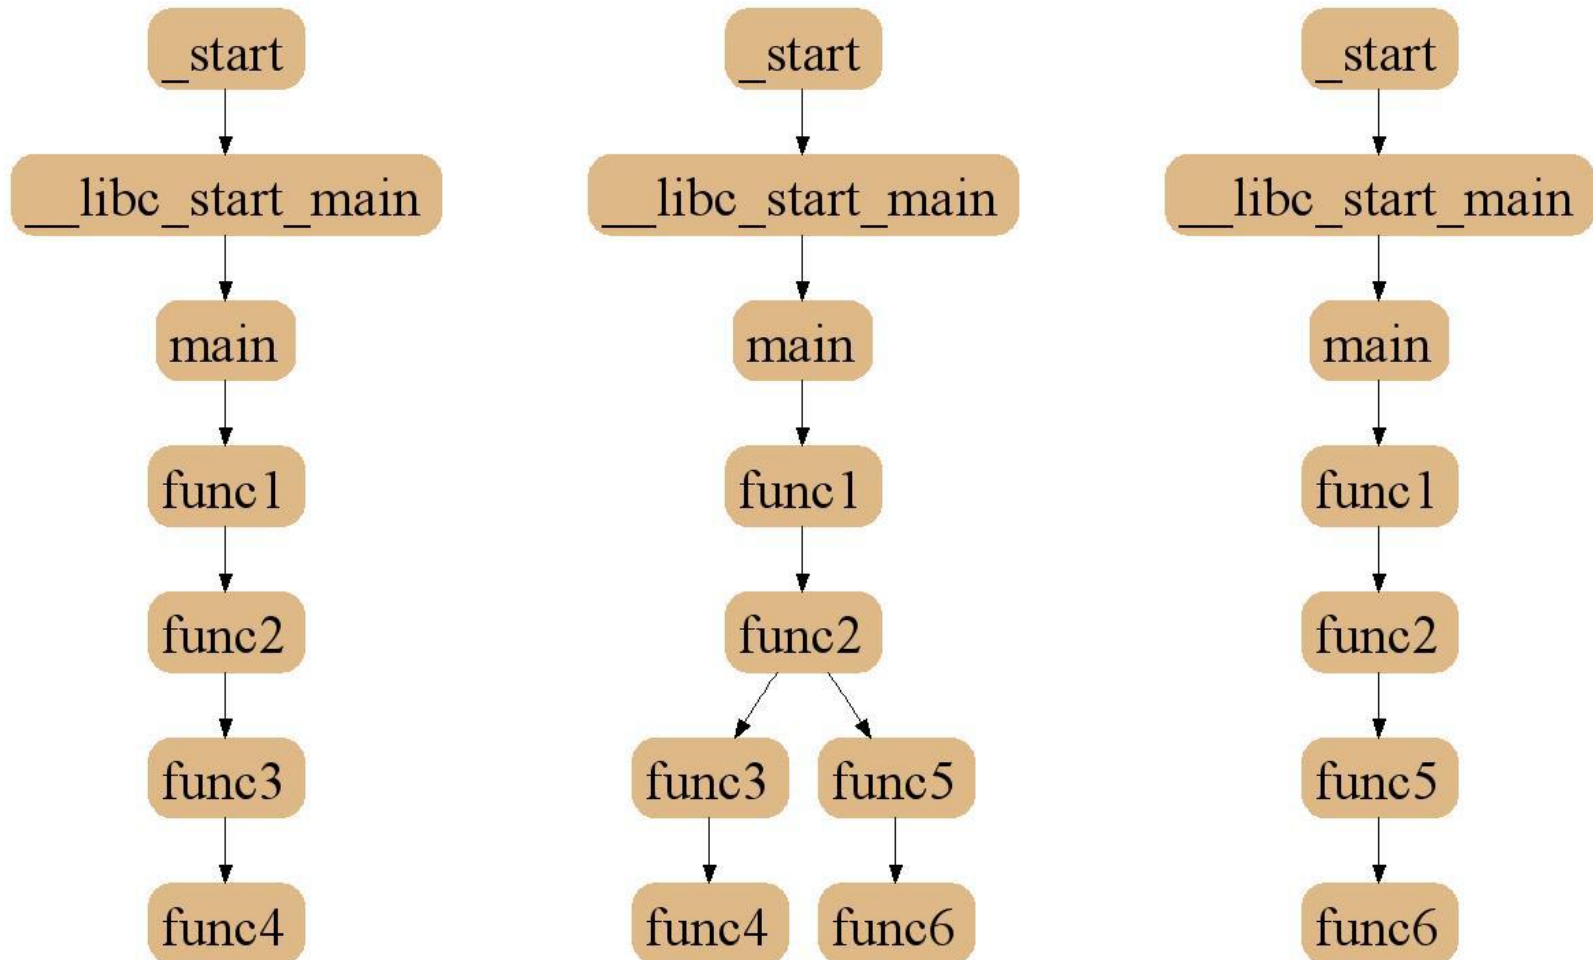 _start
__libc_start_main
main
func1
func2
func3
func4
_start
__libc_start_main
main
func1
func2
func3
func5
func4
func6
_start
__libc_start_main
main
func1
func2
func5
func6